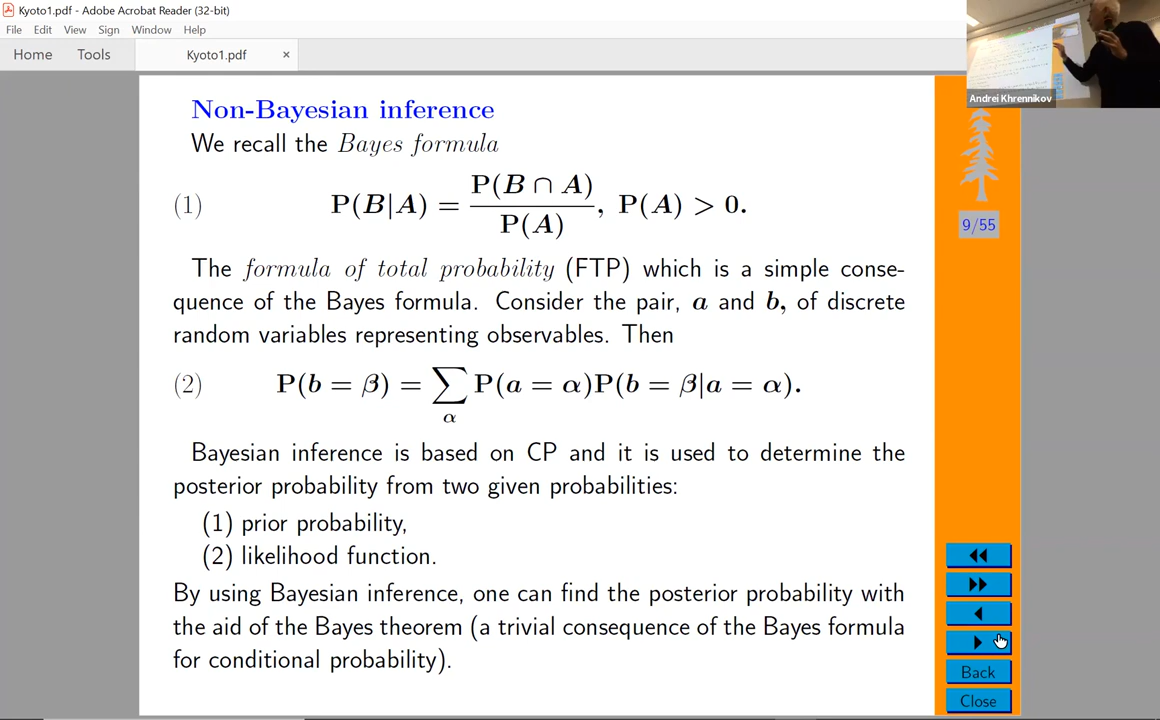 Kyoto1.pdf - Adobe Acrobat Reader (32-bit)
File Edit View Sign Window Help
Home Tools Kyoto1.pdf ×
Andrei Khrennikov
Non-Bayesian inference
We recall the Bayes formula
(1) P(B|A) = P(B ∩ A) / P(A), P(A) > 0.
9/55
The formula of total probability (FTP) which is a simple conse-
quence of the Bayes formula. Consider the pair, a and b, of discrete
random variables representing observables. Then
(2) P(b = β) = ∑_α P(a = α)P(b = β|a = α).
Bayesian inference is based on CP and it is used to determine the
posterior probability from two given probabilities:
(1) prior probability,
(2) likelihood function.
By using Bayesian inference, one can find the posterior probability with
the aid of the Bayes theorem (a trivial consequence of the Bayes formula
for conditional probability).
Back
Close